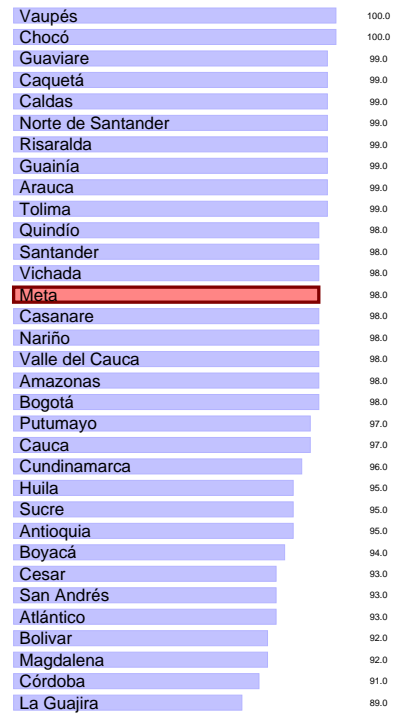 Vaupés 100.0
Chocó 100.0
Guaviare 99.0
Caquetá 99.0
Caldas 99.0
Norte de Santander 99.0
Risaralda 99.0
Guainía 99.0
Arauca 99.0
Tolima 99.0
Quindío 98.0
Santander 98.0
Vichada 98.0
Meta 98.0
Casanare 98.0
Nariño 98.0
Valle del Cauca 98.0
Amazonas 98.0
Bogotá 98.0
Putumayo 97.0
Cauca 97.0
Cundinamarca 96.0
Huila 95.0
Sucre 95.0
Antioquia 95.0
Boyacá 94.0
Cesar 93.0
San Andrés 93.0
Atlántico 93.0
Bolivar 92.0
Magdalena 92.0
Córdoba 91.0
La Guajira 89.0